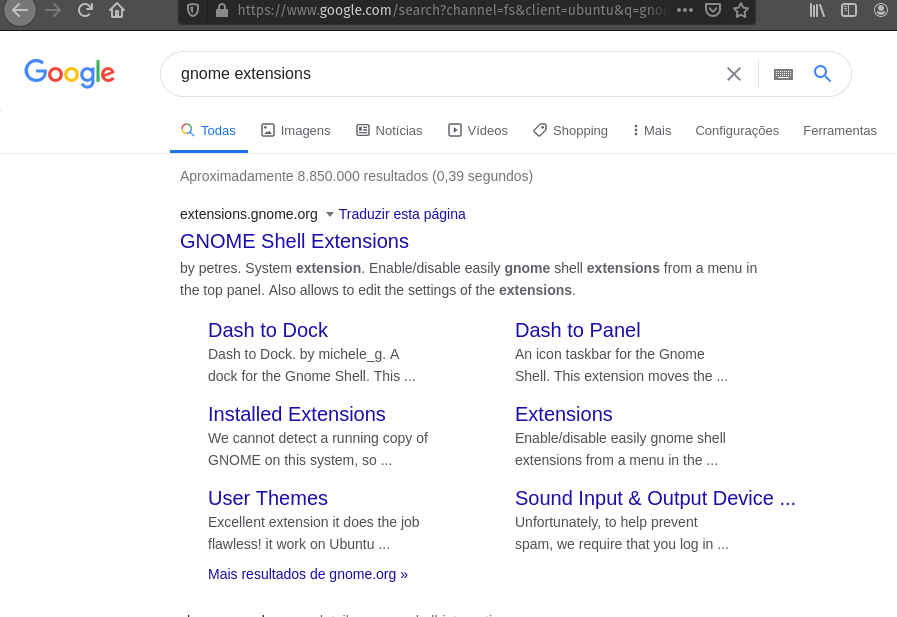 https://www.google.com/search?channel=fs&client=ubuntu&q=gnor
Google
gnome extensions
Todas Imagens Notícias Vídeos Shopping Mais Configurações Ferramentas
Aproximadamente 8.850.000 resultados (0,39 segundos)
extensions.gnome.org Traduzir esta página
GNOME Shell Extensions
by petres. System extension. Enable/disable easily gnome shell extensions from a menu in
the top panel. Also allows to edit the settings of the extensions.
Dash to Dock
Dash to Dock. by michele_g. A
dock for the Gnome Shell. This ...
Dash to Panel
An icon taskbar for the Gnome
Shell. This extension moves the ...
Installed Extensions
We cannot detect a running copy of
GNOME on this system, so ...
Extensions
Enable/disable easily gnome shell
extensions from a menu in the ...
User Themes
Excellent extension it does the job
flawless! it work on Ubuntu ...
Sound Input & Output Device ...
Unfortunately, to help prevent
spam, we require that you log in ...
Mais resultados de gnome.org »